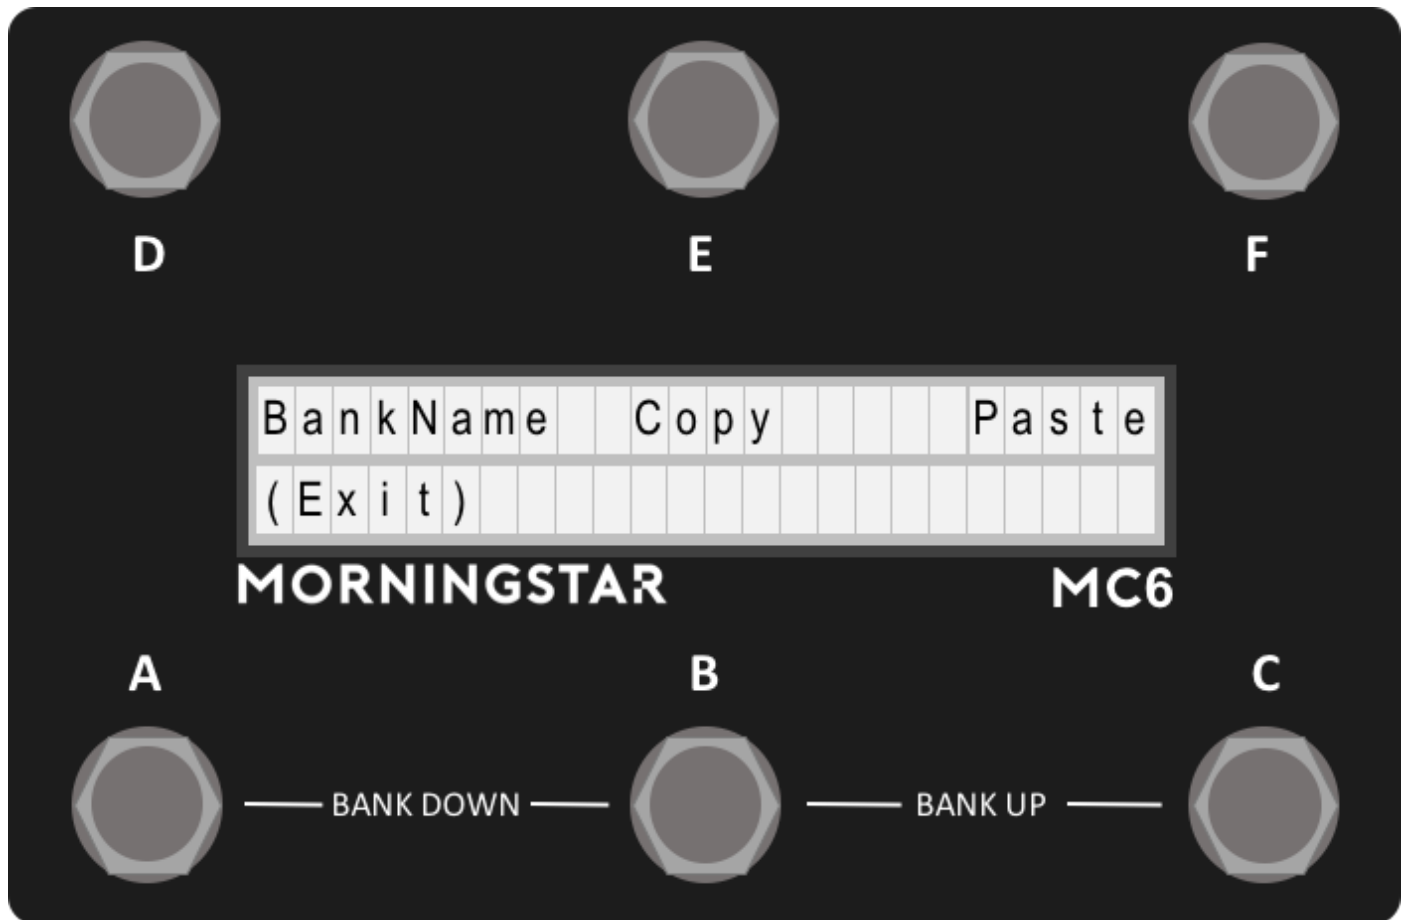 D E F
BankName Copy Paste
(Exit)
MORNINGSTAR MC6
A B C
BANK DOWN BANK UP